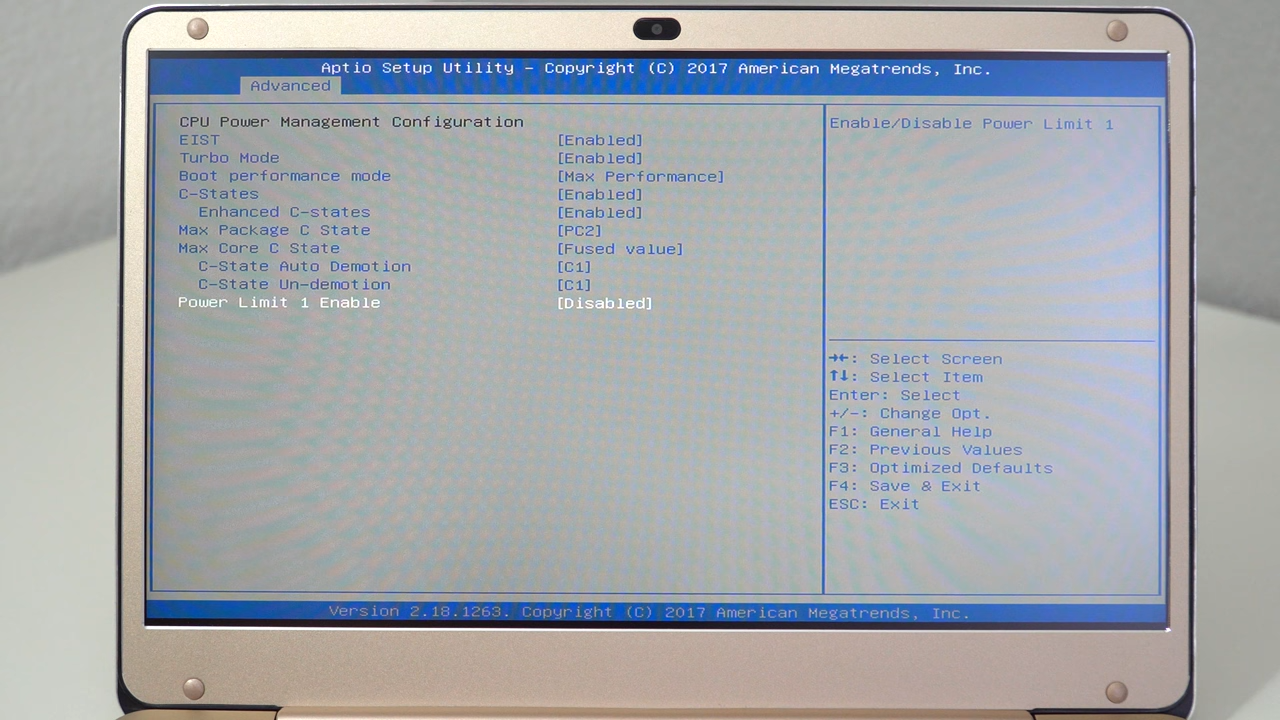 Aptio Setup Utility - Copyright (C) 2017 American Megatrends, Inc.
Advanced
CPU Power Management Configuration
EIST [Enabled]
Turbo Mode [Enabled]
Boot performance mode [Max Performance]
C-States [Enabled]
Enhanced C-states [Enabled]
Max Package C State [PC2]
Max Core C State [Fused value]
C-State Auto Demotion [C1]
C-State Un-demotion [C1]
Power Limit 1 Enable [Disabled]
Enable/Disable Power Limit 1
→←: Select Screen
↑↓: Select Item
Enter: Select
+/-: Change Opt.
F1: General Help
F2: Previous Values
F3: Optimized Defaults
F4: Save & Exit
ESC: Exit
Version 2.18.1263. Copyright (C) 2017 American Megatrends, Inc.